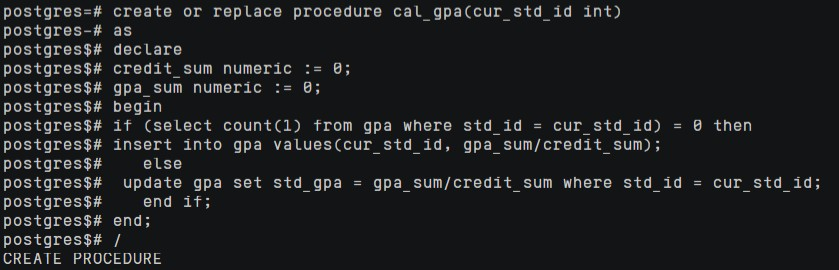 postgres=# create or replace procedure cal_gpa(cur_std_id int)
postgres-# as
postgres$# declare
postgres$# credit_sum numeric := 0;
postgres$# gpa_sum numeric := 0;
postgres$# begin
postgres$# if (select count(1) from gpa where std_id = cur_std_id) = 0 then
postgres$# insert into gpa values(cur_std_id, gpa_sum/credit_sum);
postgres$#    else
postgres$#  update gpa set std_gpa = gpa_sum/credit_sum where std_id = cur_std_id;
postgres$#    end if;
postgres$# end;
postgres$# /
CREATE PROCEDURE